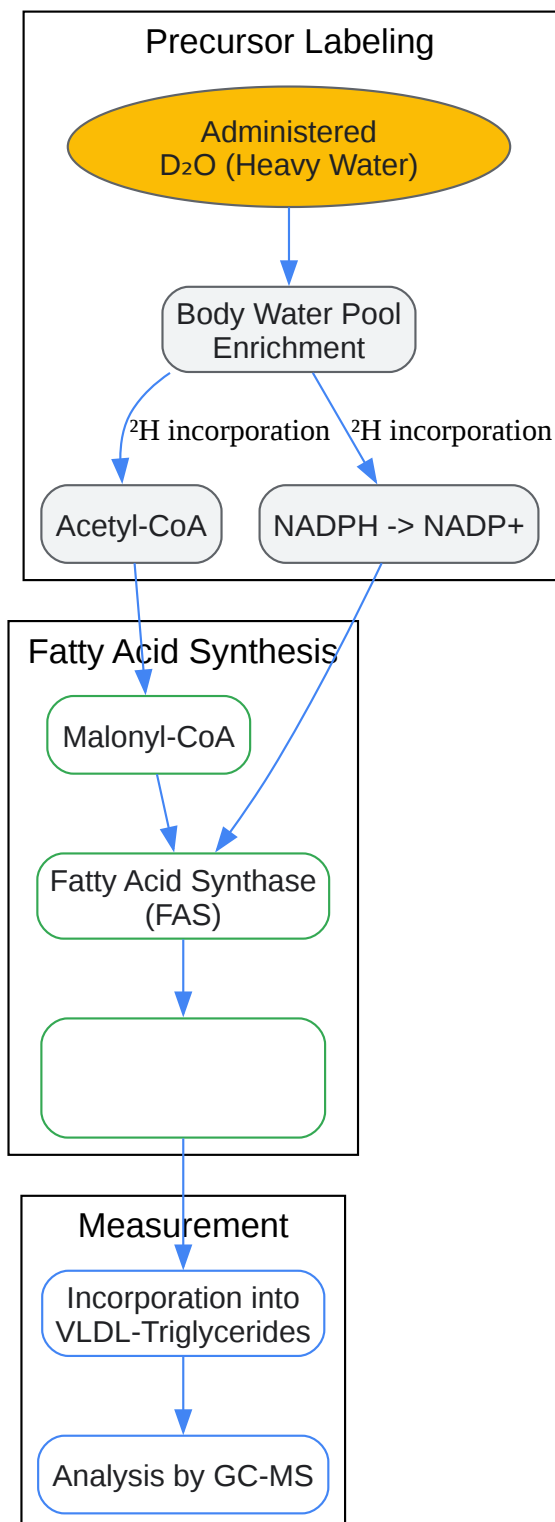 Precursor Labeling
Administered
D₂O (Heavy Water)
Body Water Pool
Enrichment
²H incorporation
²H incorporation
Acetyl-CoA
NADPH -> NADP+
Fatty Acid Synthesis
Malonyl-CoA
Fatty Acid Synthase
(FAS)
Measurement
Incorporation into
VLDL-Triglycerides
Analysis by GC-MS